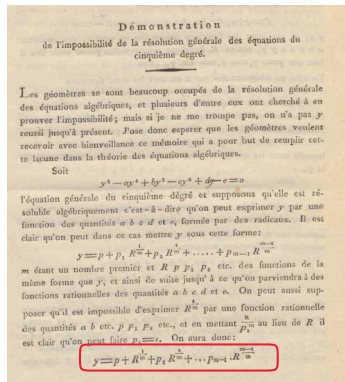 Démonstration
de l'impossibilité de la résolution générale des équations du
cinquième degré.
Les géomètres se sont beaucoup occupés de la résolution générale
des équations algébriques, et plusieurs d'entre eux ont cherché à en
prouver l'impossibilité; mais si je ne me trompe pas, on n'a pas y
reussi jusqu'à présent. J'ose donc esperer que les géomètres veulent
recevoir avec bienveillance ce mémoire qui a pour but de remplir cet-
te laçune dans la théorie des équations algébriques.
Soit
y⁵ — ay⁴ + by³ — cy² + dy — e = o
l'équation générale du cinquième degré et supposons qu'elle est ré-
soluble algébriquement c'est-à-dire qu'on peut exprimer y par une
fonction des quantités a b c d et e, formée par des radicaux. Il est
clair qu'on peut dans ce cas mettre y sous cette forme:
y = p + p₁ R^(1/m) + p₂ R^(2/m) + ..... + p_(m-1) R^((m-1)/m)
m étant un nombre premier et R p p₁ p₂ etc. des fonctions de la
même forme que y, et ainsi de suite jusqu'à ce qu'on parviendra à des
fonctions rationelles des quantités a b c d et e. On peut aussi sup-
poser qu'il est impossible d'exprimer R^(1/m) par une fonction rationelle
des quantités a b etc. p p₁ p₂ etc., et en mettant R/p₁^m au lieu de R il
est clair qu'on peut faire p₁ = 1. On aura donc:
y = p + R^(1/m) + p₂ R^(2/m) + ... p_(m-1) . R^((m-1)/m)